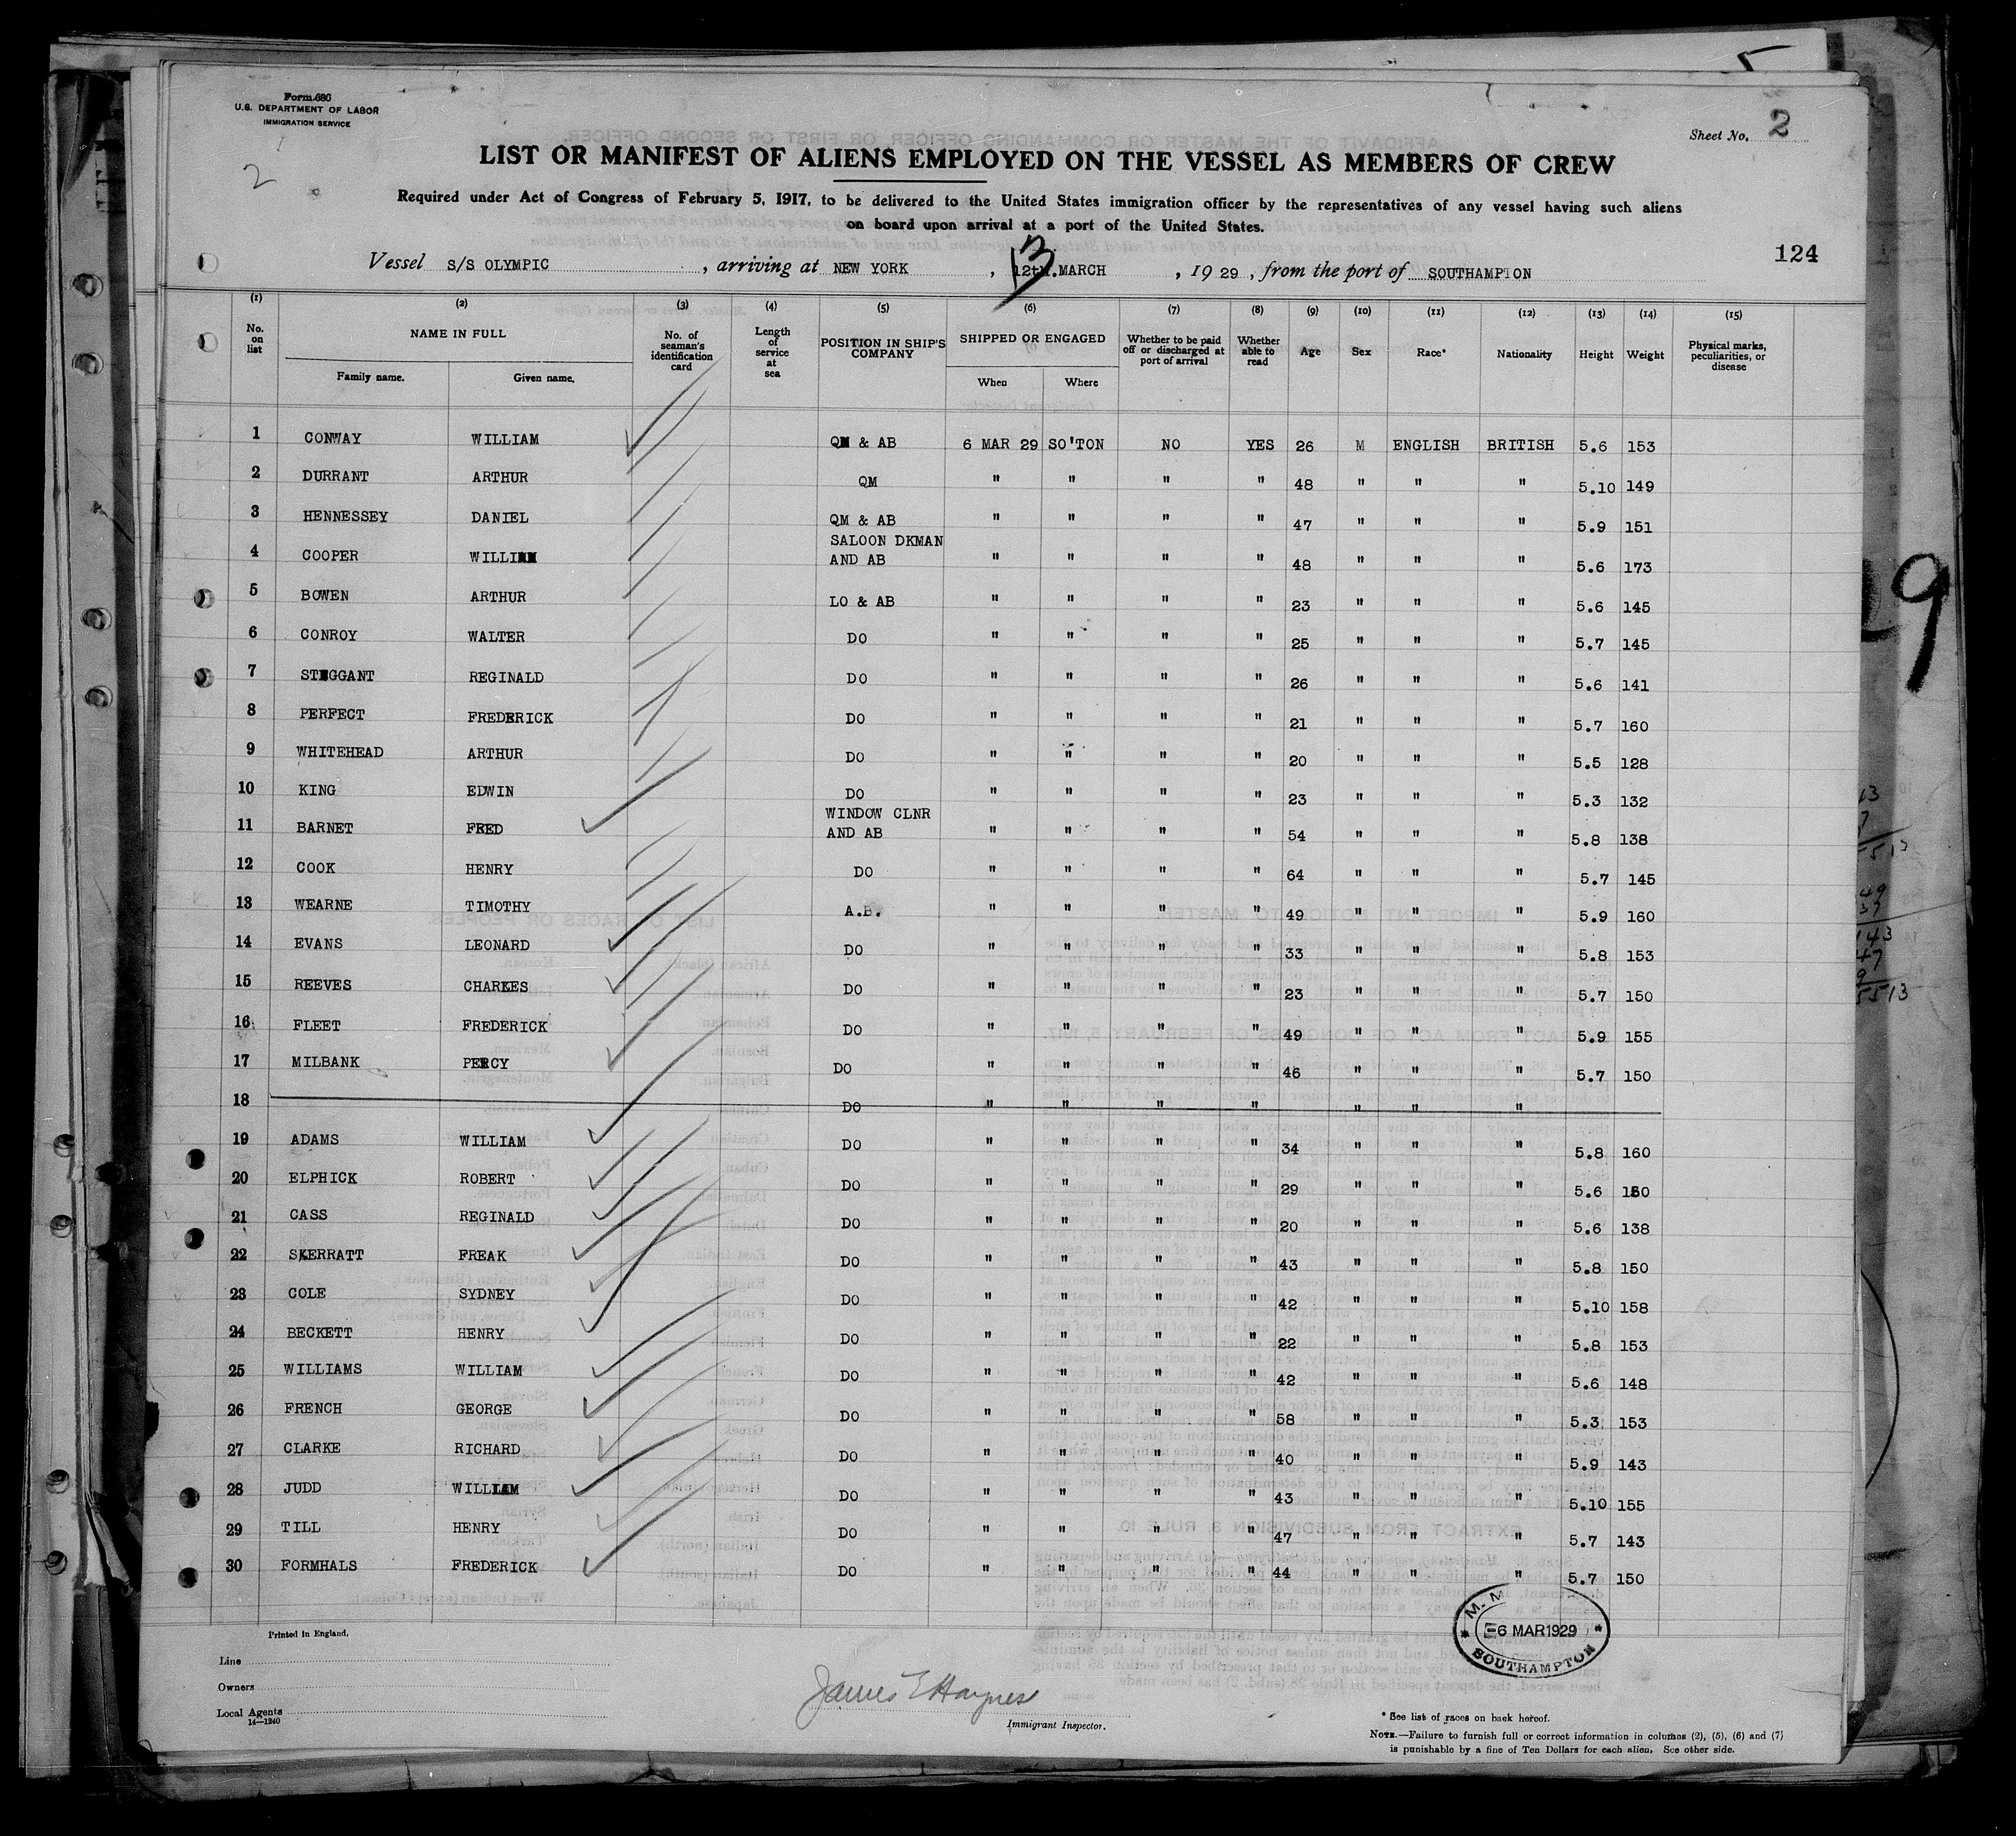 Form 680
U.S. DEPARTMENT OF LABOR
IMMIGRATION SERVICE
2
Sheet No. 2
LIST OR MANIFEST OF ALIENS EMPLOYED ON THE VESSEL AS MEMBERS OF CREW
Required under Act of Congress of February 5, 1917, to be delivered to the United States immigration officer by the representatives of any vessel having such aliens
on board upon arrival at a port of the United States.
124
Vessel S/S OLYMPIC, arriving at NEW YORK, 12th. 13 MARCH, 1929, from the port of SOUTHAMPTON
(1) (2) (3) (4) (5) (6) (7) (8) (9) (10) (11) (12) (13) (14) (15)
No. on list NAME IN FULL No. of seaman's identification card Length of service at sea POSITION IN SHIP'S COMPANY SHIPPED OR ENGAGED Whether to be paid off or discharged at port of arrival Whether able to read Age Sex Race* Nationality Height Weight Physical marks, peculiarities, or disease
Family name. Given name. When Where
1 CONWAY WILLIAM QM & AB 6 MAR 29 SO'TON NO YES 26 M ENGLISH BRITISH 5.6 153
2 DURRANT ARTHUR QM " " " " 48 " " " 5.10 149
3 HENNESSEY DANIEL QM & AB " " " " 47 " " " 5.9 151
4 COOPER WILLIAM SALOON DKMAN AND AB " " " " 48 " " " 5.6 173
5 BOWEN ARTHUR LO & AB " " " " 23 " " " 5.6 145
6 CONROY WALTER DO " " " " 25 " " " 5.7 145
7 STEGGANT REGINALD DO " " " " 26 " " " 5.6 141
8 PERFECT FREDERICK DO " " " " 21 " " " 5.7 160
9 WHITEHEAD ARTHUR DO " " " " 20 " " " 5.5 128
10 KING EDWIN DO " " " " 23 " " " 5.3 132
11 BARNET FRED WINDOW CLNR AND AB " " " " 54 " " " 5.8 138
12 COOK HENRY DO " " " " 64 " " " 5.7 145
13 WEARNE TIMOTHY A.B. " " " " 49 " " " 5.9 160
14 EVANS LEONARD DO " " " " 33 " " " 5.8 153
15 REEVES CHARLES DO " " " " 23 " " " 5.7 150
16 FLEET FREDERICK DO " " " " 49 " " " 5.9 155
17 MILBANK PERCY DO " " " " 46 " " " 5.7 150
18 DO " " " " " " "
19 ADAMS WILLIAM DO " " " " 34 " " " 5.8 160
20 ELPHICK ROBERT DO " " " " 29 " " " 5.6
21 CASS REGINALD DO " " " " 20 " " " 5.6 138
22 SKERRATT FREAK DO " " " " 43 " " " 5.8 150
23 COLE SYDNEY DO " " " " 42 " " " 5.10 158
24 BECKETT HENRY DO " " " " 22 " " " 5.8 153
25 WILLIAMS WILLIAM DO " " " " 42 " " " 5.6 148
26 FRENCH GEORGE DO " " " " 58 " " " 5.3 153
27 CLARKE RICHARD DO " " " " 40 " " " 5.9 143
28 JUDD WILLIAM DO " " " " 43 " " " 5.10 155
29 TILL HENRY DO " " " " 47 " " " 5.7 143
30 FORMHALS FREDERICK DO " " " " 44 " " " 5.7 150
Printed in England.
Line
Owners
Local Agents
14—1240
James E Haynes
Immigrant Inspector.
M. M
-6 MAR 1929
SOUTHAMPTON
* See list of races on back hereof.
NOTE.—Failure to furnish full or correct information in columns (2), (5), (6) and (7)
is punishable by a fine of Ten Dollars for each alien. See other side.